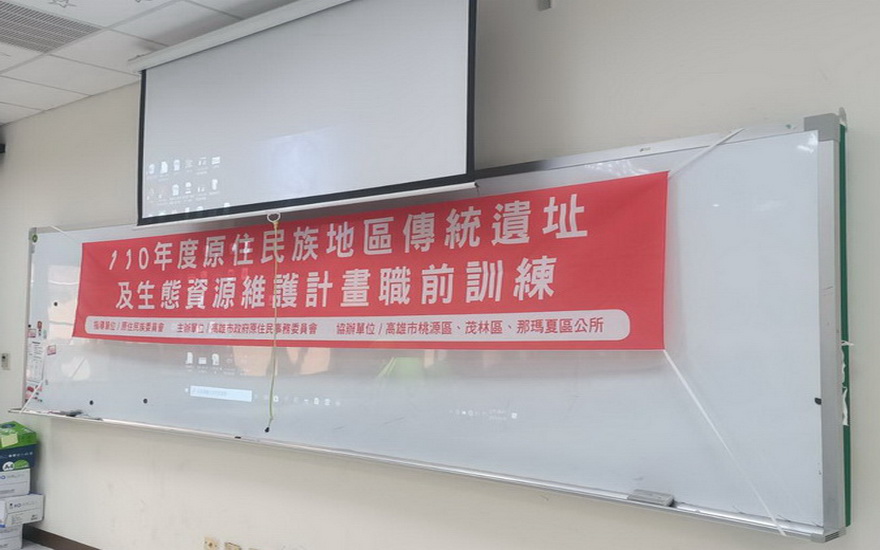 110年度原住民族地區傳統遺址
及生態資源維護計畫職前訓練
指導單位/原住民族委員會 主辦單位/高雄市政府原住民事務委員會 協辦單位/高雄市桃源區、茂林區、那瑪夏區公所